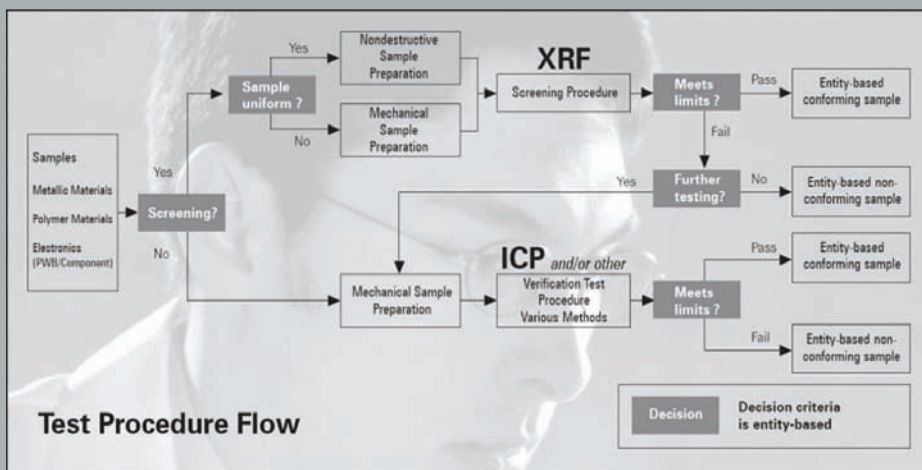 Samples
Metallic Materials
Polymer Materials
Electronics
(PWB/Component)
Screening?
Yes
No
Sample
uniform ?
Yes
No
Nondestructive
Sample
Preparation
Mechanical
Sample
Preparation
XRF
Screening Procedure
Meets
limits ?
Pass
Fail
Entity-based
conforming sample
Further
testing?
Yes
No
Entity-based non-
conforming sample
Mechanical Sample
Preparation
ICP and/or other
Verification Test
Procedure
Various Methods
Meets
limits ?
Pass
Fail
Entity-based
conforming sample
Entity-based non-
conforming sample
Test Procedure Flow
Decision
Decision criteria
is entity-based